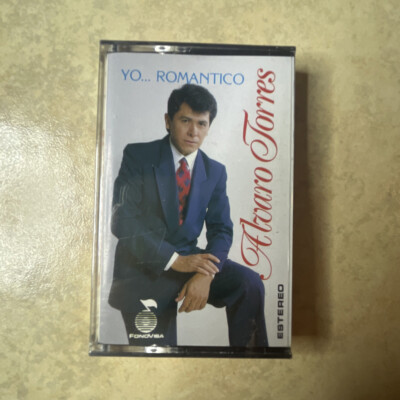 YO... ROMANTICO
Alvaro Torres
FONOVISA
ESTEREO